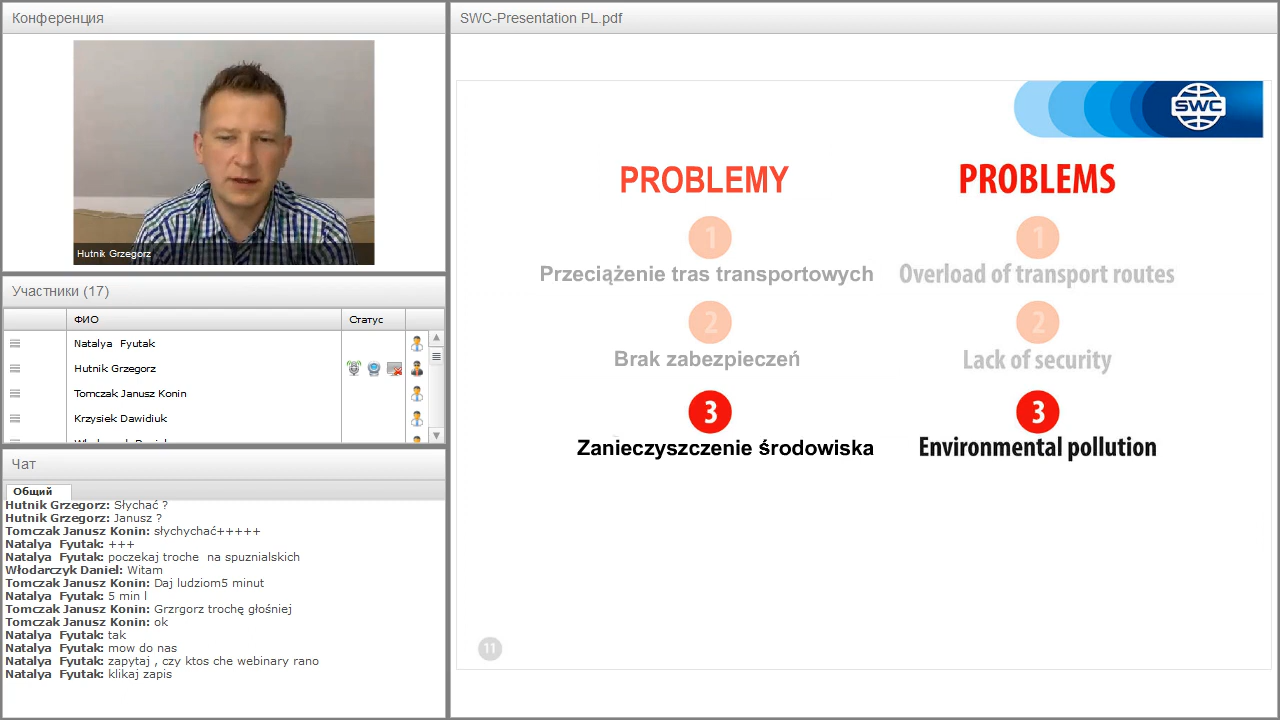 Конференция
Hutnik Grzegorz
Участники (17)
ФИО
Статус
Natalya Fyutak
Hutnik Grzegorz
Tomczak Janusz Konin
Krzysiek Dawidiuk
Чат
Общий
Hutnik Grzegorz: Słychać ?
Hutnik Grzegorz: Janusz ?
Tomczak Janusz Konin: słychychać+++++
Natalya Fyutak: +++
Natalya Fyutak: poczekaj troche na spuznialskich
Włodarczyk Daniel: Witam
Tomczak Janusz Konin: Daj ludziom5 minut
Natalya Fyutak: 5 min l
Tomczak Janusz Konin: Grzrgorz trochę głośniej
Tomczak Janusz Konin: ok
Natalya Fyutak: tak
Natalya Fyutak: mow do nas
Natalya Fyutak: zapytaj , czy ktos che webinary rano
Natalya Fyutak: klikaj zapis
SWC-Presentation PL.pdf
SWC
PROBLEMY
1
Przeciążenie tras transportowych
2
Brak zabezpieczeń
3
Zanieczyszczenie środowiska
PROBLEMS
1
Overload of transport routes
2
Lack of security
3
Environmental pollution
11